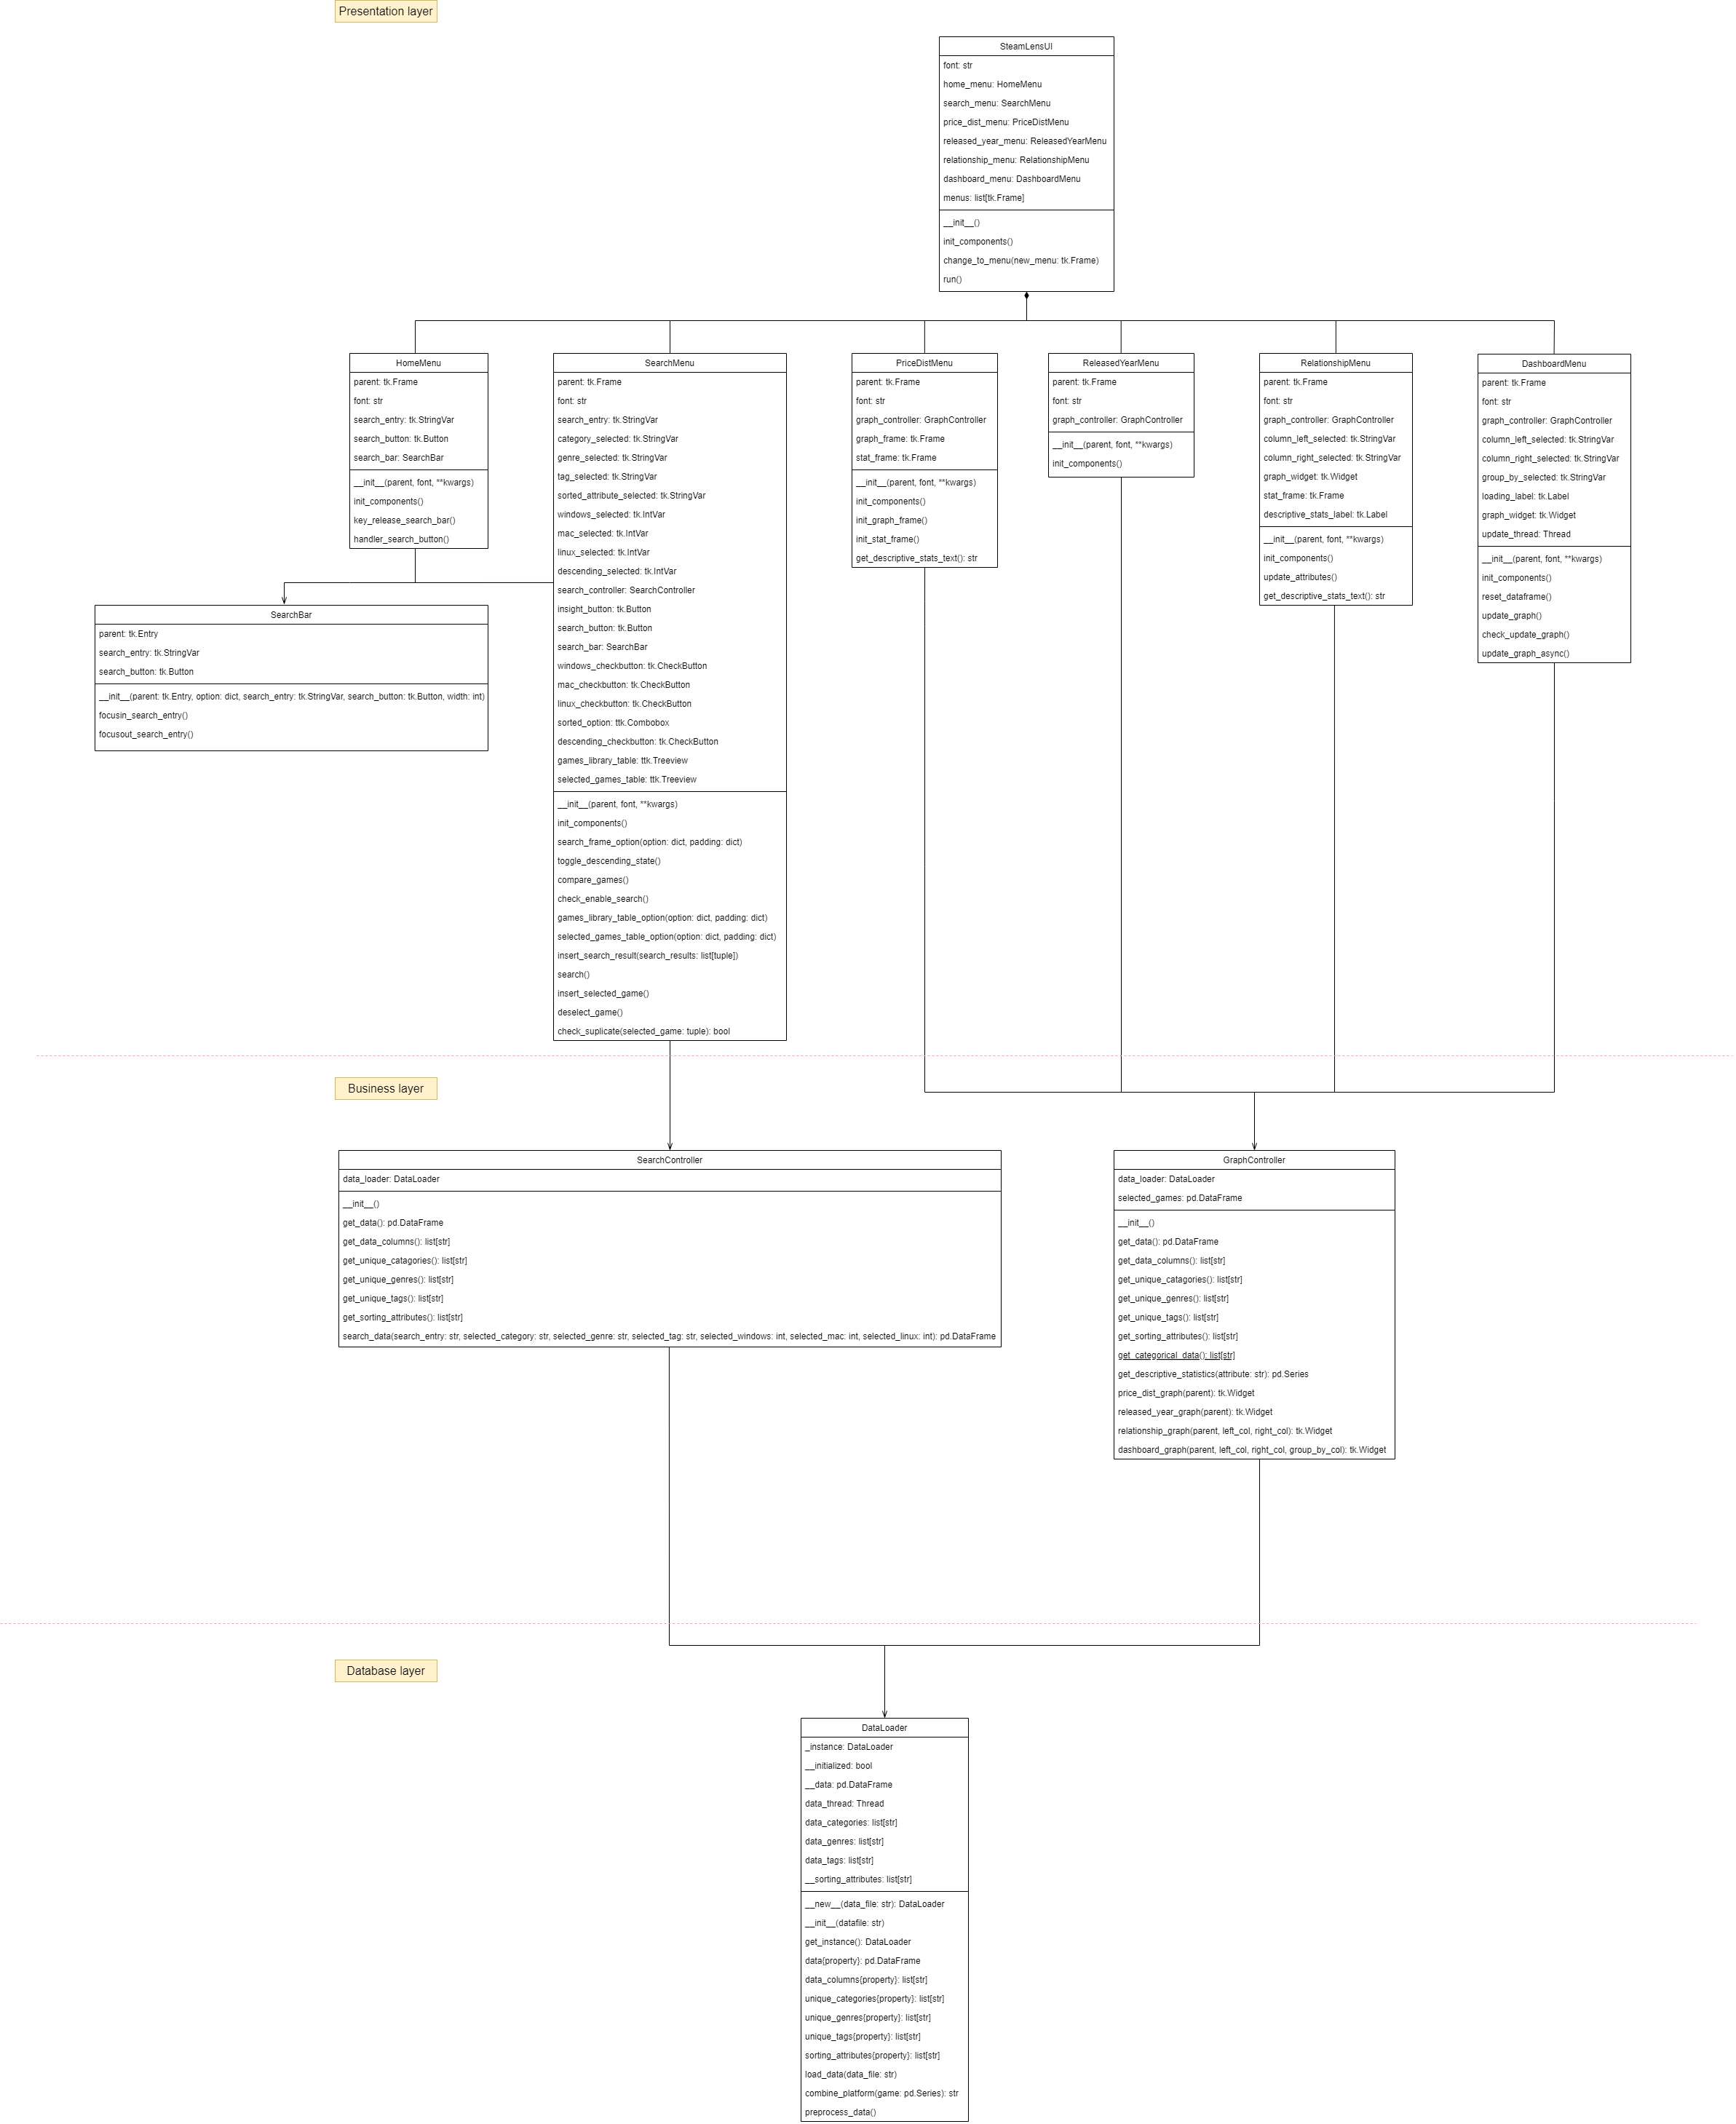 Presentation layer
SteamLensUI
font: str
home_menu: HomeMenu
search_menu: SearchMenu
price_dist_menu: PriceDistMenu
released_year_menu: ReleasedYearMenu
relationship_menu: RelationshipMenu
dashboard_menu: DashboardMenu
menus: list[tk.Frame]
__init__()
init_components()
change_to_menu(new_menu: tk.Frame)
run()
HomeMenu
parent: tk.Frame
font: str
search_entry: tk.StringVar
search_button: tk.Button
search_bar: SearchBar
__init__(parent, font, **kwargs)
init_components()
key_release_search_bar()
handler_search_button()
SearchBar
parent: tk.Entry
search_entry: tk.StringVar
search_button: tk.Button
__init__(parent: tk.Entry, option: dict, search_entry: tk.StringVar, search_button: tk.Button, width: int)
focusin_search_entry()
focusout_search_entry()
SearchMenu
parent: tk.Frame
font: str
search_entry: tk.StringVar
category_selected: tk.StringVar
genre_selected: tk.StringVar
tag_selected: tk.StringVar
sorted_attribute_selected: tk.StringVar
windows_selected: tk.IntVar
mac_selected: tk.IntVar
linux_selected: tk.IntVar
descending_selected: tk.IntVar
search_controller: SearchController
insight_button: tk.Button
search_button: tk.Button
search_bar: SearchBar
windows_checkbutton: tk.CheckButton
mac_checkbutton: tk.CheckButton
linux_checkbutton: tk.CheckButton
sorted_option: ttk.Combobox
descending_checkbutton: tk.CheckButton
games_library_table: ttk.Treeview
selected_games_table: ttk.Treeview
__init__(parent, font, **kwargs)
init_components()
search_frame_option(option: dict, padding: dict)
toggle_descending_state()
compare_games()
check_enable_search()
games_library_table_option(option: dict, padding: dict)
selected_games_table_option(option: dict, padding: dict)
insert_search_result(search_results: list[tuple])
search()
insert_selected_game()
deselect_game()
check_suplicate(selected_game: tuple): bool
PriceDistMenu
parent: tk.Frame
font: str
graph_controller: GraphController
graph_frame: tk.Frame
stat_frame: tk.Frame
__init__(parent, font, **kwargs)
init_components()
init_graph_frame()
init_stat_frame()
get_descriptive_stats_text(): str
ReleasedYearMenu
parent: tk.Frame
font: str
graph_controller: GraphController
__init__(parent, font, **kwargs)
init_components()
RelationshipMenu
parent: tk.Frame
font: str
graph_controller: GraphController
column_left_selected: tk.StringVar
column_right_selected: tk.StringVar
graph_widget: tk.Widget
stat_frame: tk.Frame
descriptive_stats_label: tk.Label
__init__(parent, font, **kwargs)
init_components()
update_attributes()
get_descriptive_stats_text(): str
DashboardMenu
parent: tk.Frame
font: str
graph_controller: GraphController
column_left_selected: tk.StringVar
column_right_selected: tk.StringVar
group_by_selected: tk.StringVar
loading_label: tk.Label
graph_widget: tk.Widget
update_thread: Thread
__init__(parent, font, **kwargs)
init_components()
reset_dataframe()
update_graph()
check_update_graph()
update_graph_async()
Business layer
SearchController
data_loader: DataLoader
__init__()
get_data(): pd.DataFrame
get_data_columns(): list[str]
get_unique_catagories(): list[str]
get_unique_genres(): list[str]
get_unique_tags(): list[str]
get_sorting_attributes(): list[str]
search_data(search_entry: str, selected_category: str, selected_genre: str, selected_tag: str, selected_windows: int, selected_mac: int, selected_linux: int): pd.DataFrame
GraphController
data_loader: DataLoader
selected_games: pd.DataFrame
__init__()
get_data(): pd.DataFrame
get_data_columns(): list[str]
get_unique_catagories(): list[str]
get_unique_genres(): list[str]
get_unique_tags(): list[str]
get_sorting_attributes(): list[str]
get_categorical_data(): list[str]
get_descriptive_statistics(attribute: str): pd.Series
price_dist_graph(parent): tk.Widget
released_year_graph(parent): tk.Widget
relationship_graph(parent, left_col, right_col): tk.Widget
dashboard_graph(parent, left_col, right_col, group_by_col): tk.Widget
Database layer
DataLoader
_instance: DataLoader
__initialized: bool
__data: pd.DataFrame
data_thread: Thread
data_categories: list[str]
data_genres: list[str]
data_tags: list[str]
__sorting_attributes: list[str]
__new__(data_file: str): DataLoader
__init__(datafile: str)
get_instance(): DataLoader
data{property}: pd.DataFrame
data_columns{property}: list[str]
unique_categories{property}: list[str]
unique_genres{property}: list[str]
unique_tags{property}: list[str]
sorting_attributes{property}: list[str]
load_data(data_file: str)
combine_platform(game: pd.Series): str
preprocess_data()